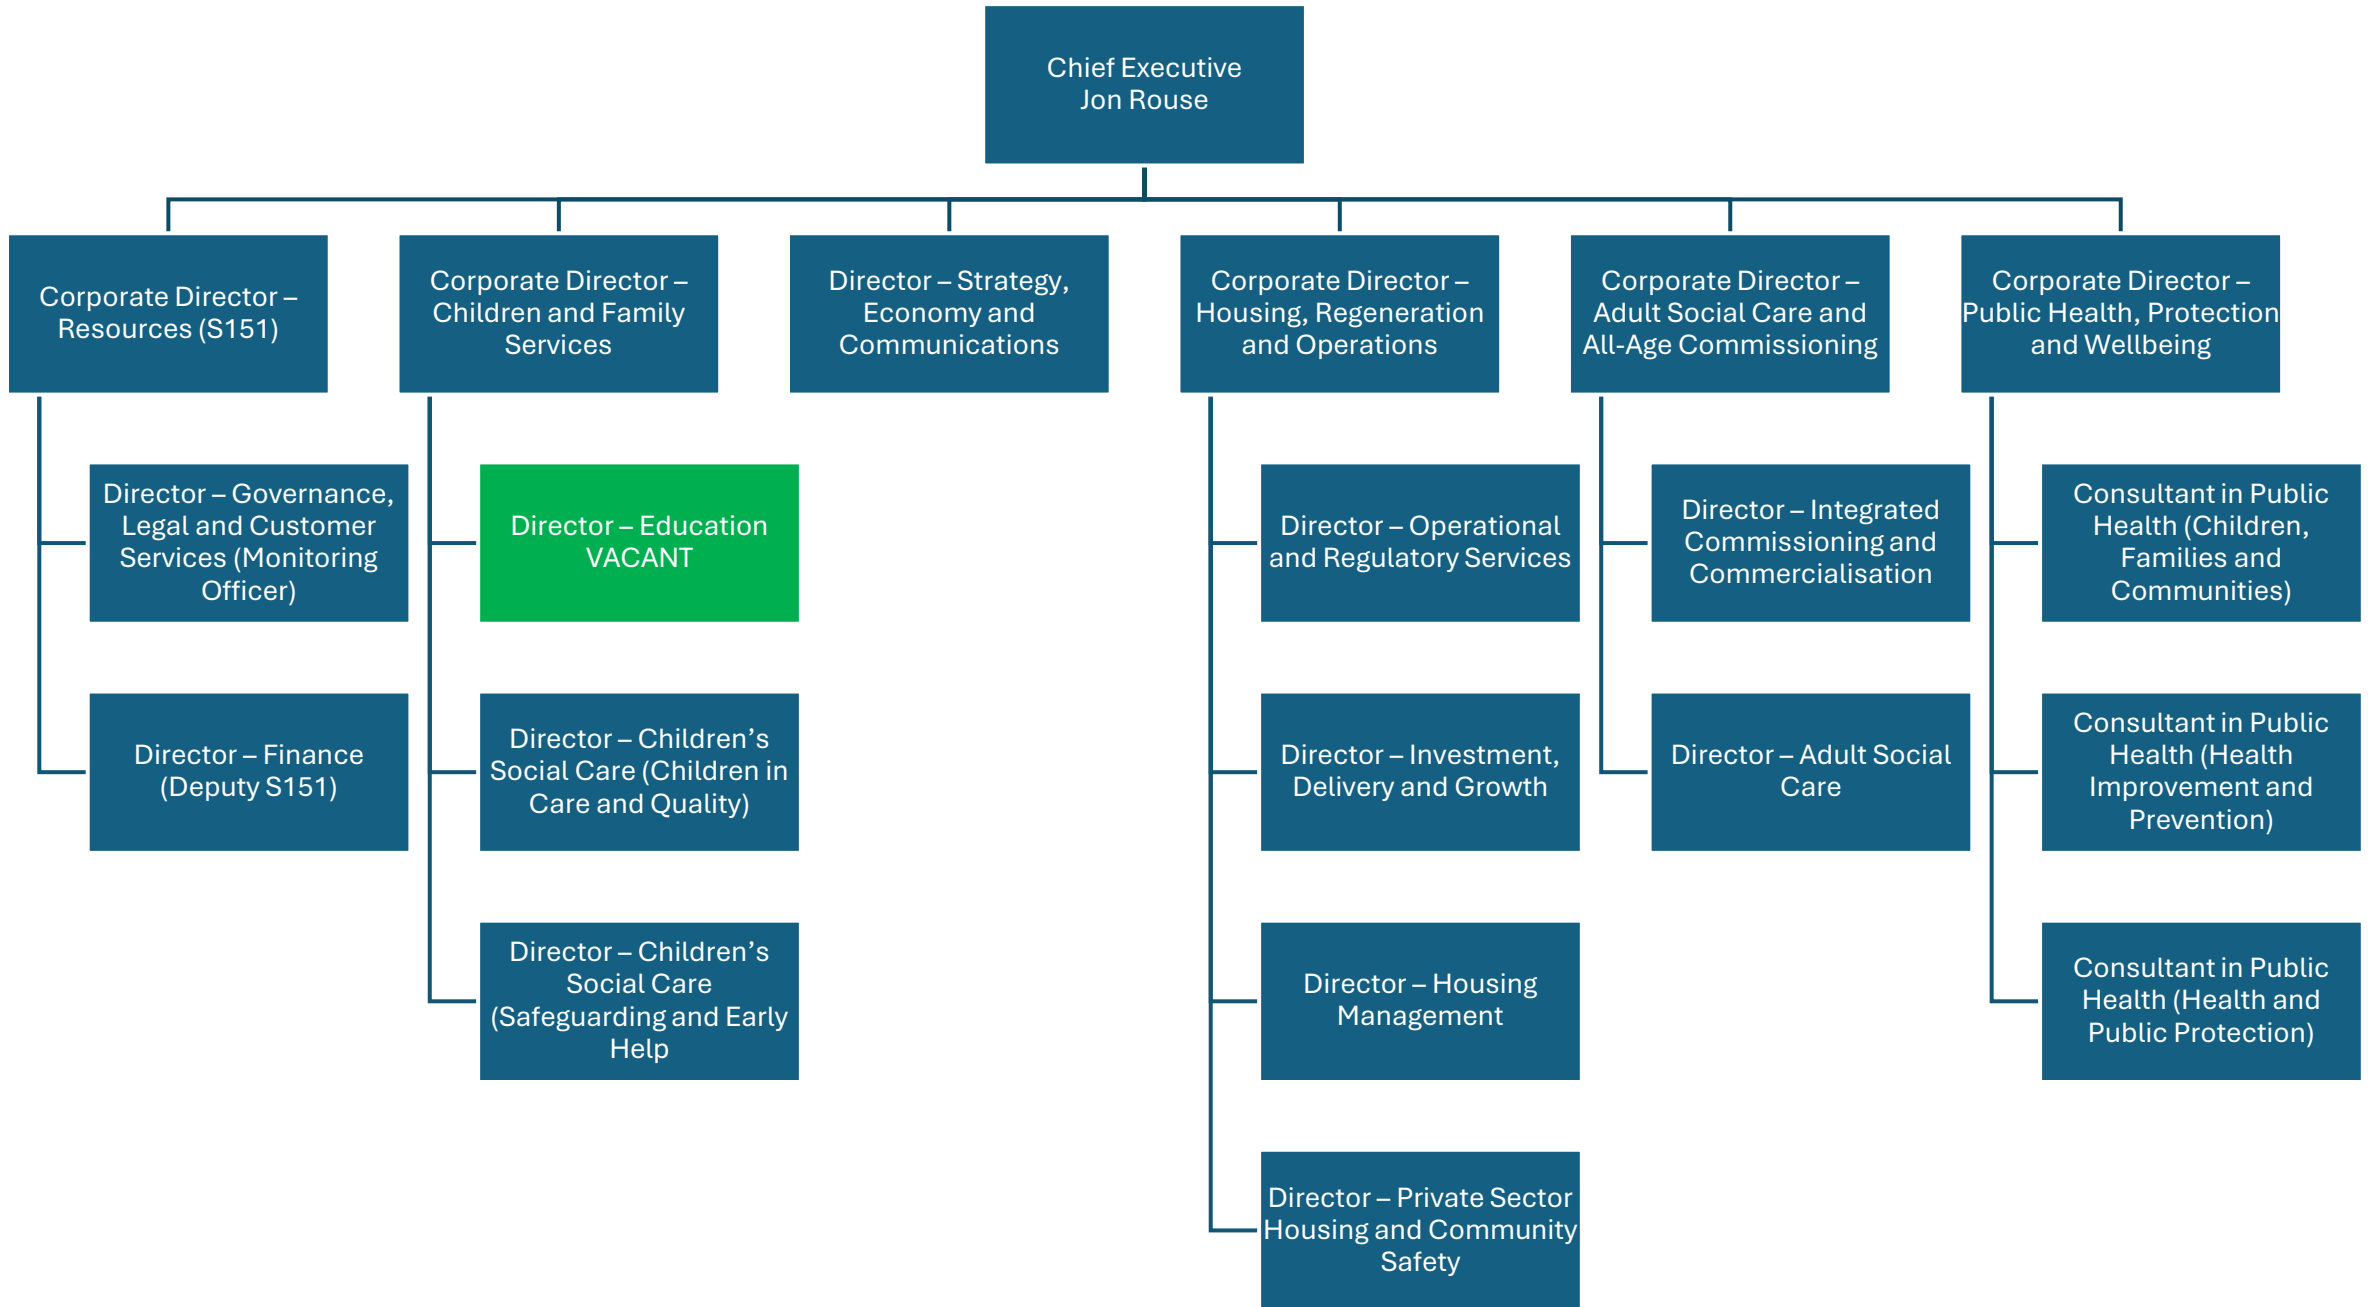 Chief Executive
Jon Rouse
Corporate Director –
Resources (S151)
Corporate Director –
Children and Family
Services
Director – Strategy,
Economy and
Communications
Corporate Director –
Housing, Regeneration
and Operations
Corporate Director –
Adult Social Care and
All-Age Commissioning
Corporate Director –
Public Health, Protection
and Wellbeing
Director – Governance,
Legal and Customer
Services (Monitoring
Officer)
Director – Education
VACANT
Director – Operational
and Regulatory Services
Director – Integrated
Commissioning and
Commercialisation
Consultant in Public
Health (Children,
Families and
Communities)
Director – Finance
(Deputy S151)
Director – Children’s
Social Care (Children in
Care and Quality)
Director – Investment,
Delivery and Growth
Director – Adult Social
Care
Consultant in Public
Health (Health
Improvement and
Prevention)
Director – Children’s
Social Care
(Safeguarding and Early
Help
Director – Housing
Management
Consultant in Public
Health (Health and
Public Protection)
Director – Private Sector
Housing and Community
Safety